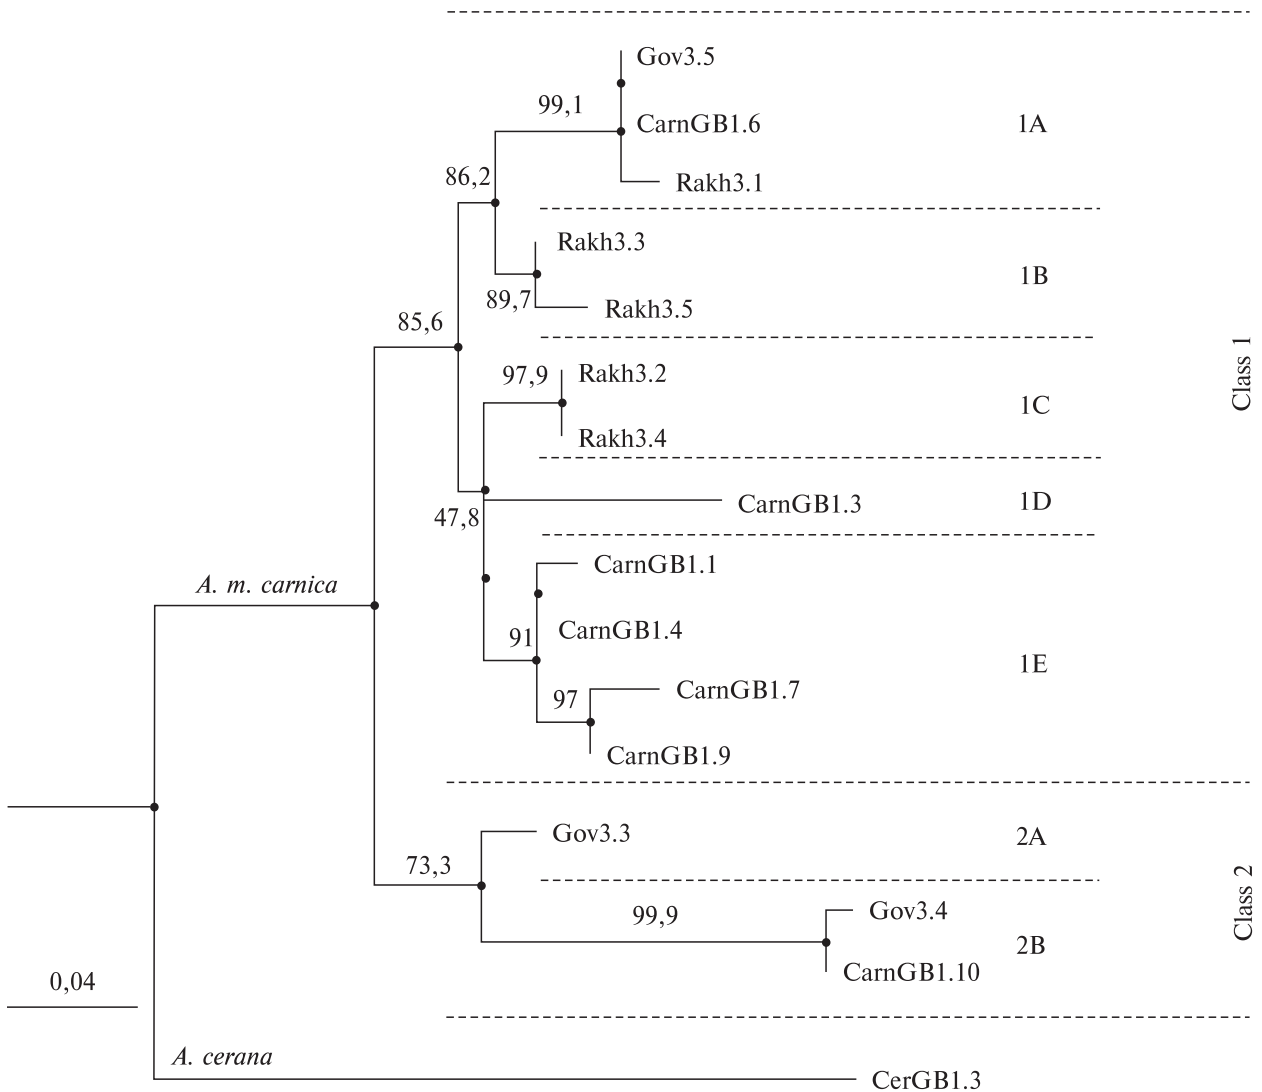 Gov3.5
99,1
CarnGB1.6
1A
86,2
Rakh3.1
Rakh3.3
1B
89,7
Rakh3.5
85,6
Class 1
97,9
Rakh3.2
1C
Rakh3.4
47,8
CarnGB1.3
1D
CarnGB1.1
A. m. carnica
91
CarnGB1.4
1E
97
CarnGB1.7
CarnGB1.9
Gov3.3
2A
73,3
Class 2
99,9
Gov3.4
2B
0,04
CarnGB1.10
A. cerana
CerGB1.3